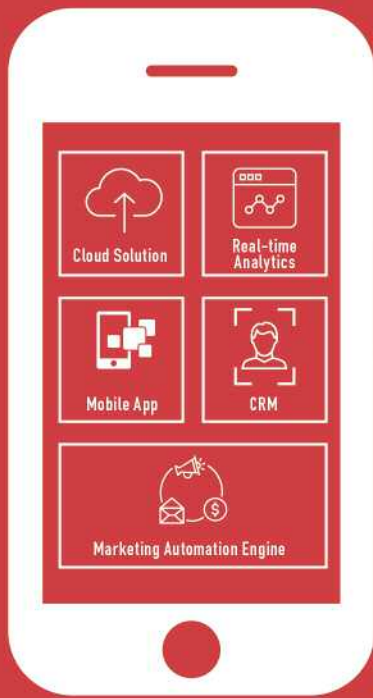 Cloud Solution
Real-time
Analytics
Mobile App
CRM
$
Marketing Automation Engine